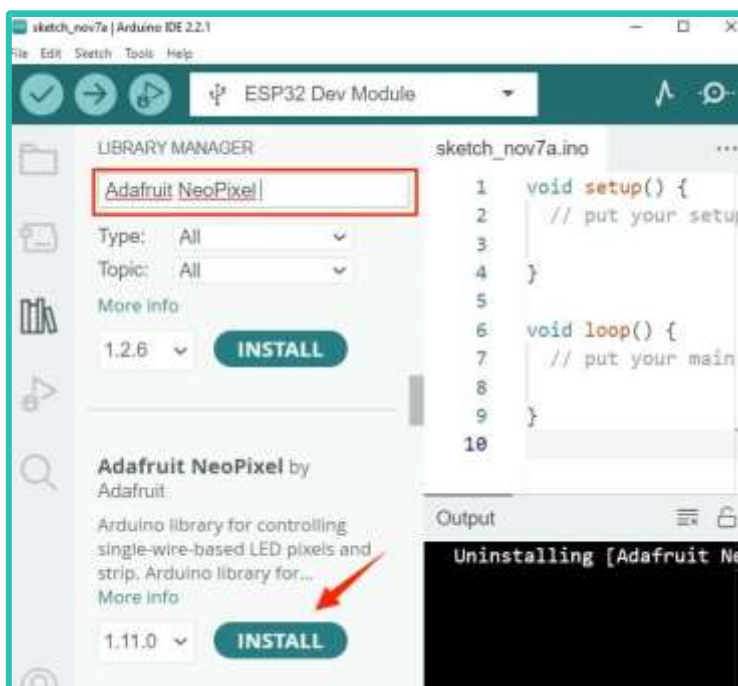 sketch_nov7a | Arduino IDE 2.2.1
File Edit Sketch Tools Help
ESP32 Dev Module
LIBRARY MANAGER
Adafruit NeoPixel
Type: All
Topic: All
More info
1.2.6 INSTALL
Adafruit NeoPixel by
Adafruit
Arduino library for controlling
single-wire-based LED pixels and
strip. Arduino library for...
More info
1.11.0 INSTALL
sketch_nov7a.ino ...
1 void setup() {
2 // put your setup
3
4 }
5
6 void loop() {
7 // put your main
8
9 }
10
Output
Uninstalling [Adafruit Ne